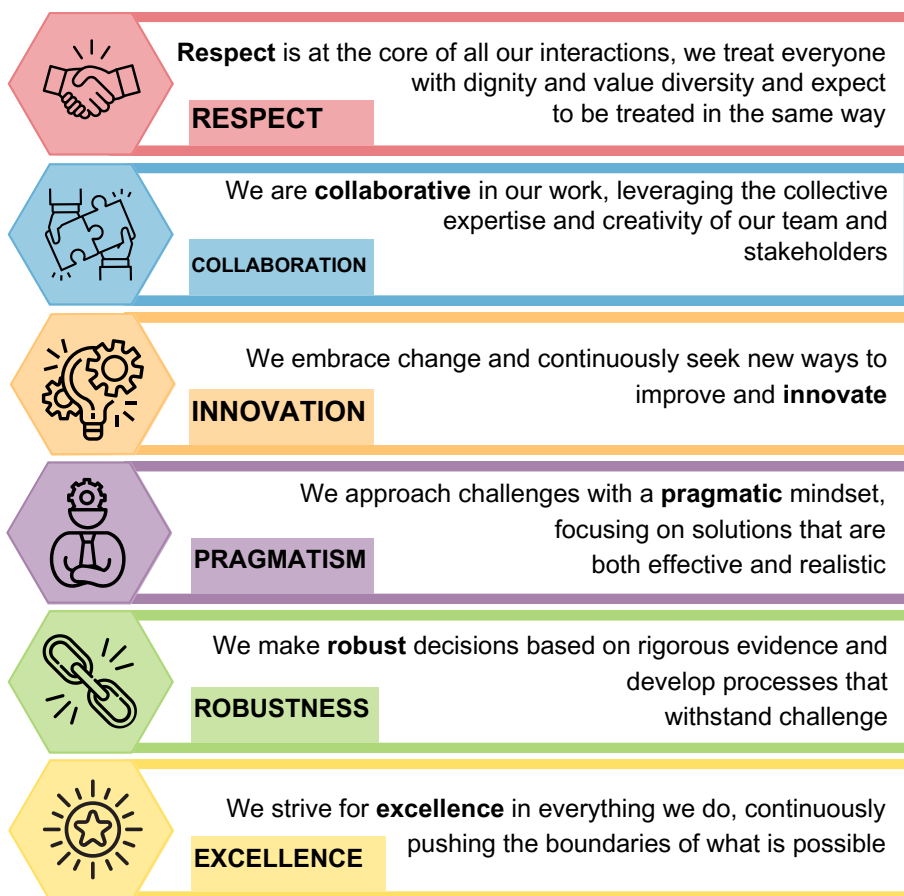 Respect is at the core of all our interactions, we treat everyone
with dignity and value diversity and expect
to be treated in the same way
RESPECT
We are collaborative in our work, leveraging the collective
expertise and creativity of our team and
stakeholders
COLLABORATION
We embrace change and continuously seek new ways to
improve and innovate
INNOVATION
We approach challenges with a pragmatic mindset,
focusing on solutions that are
both effective and realistic
PRAGMATISM
We make robust decisions based on rigorous evidence and
develop processes that
withstand challenge
ROBUSTNESS
We strive for excellence in everything we do, continuously
pushing the boundaries of what is possible
EXCELLENCE